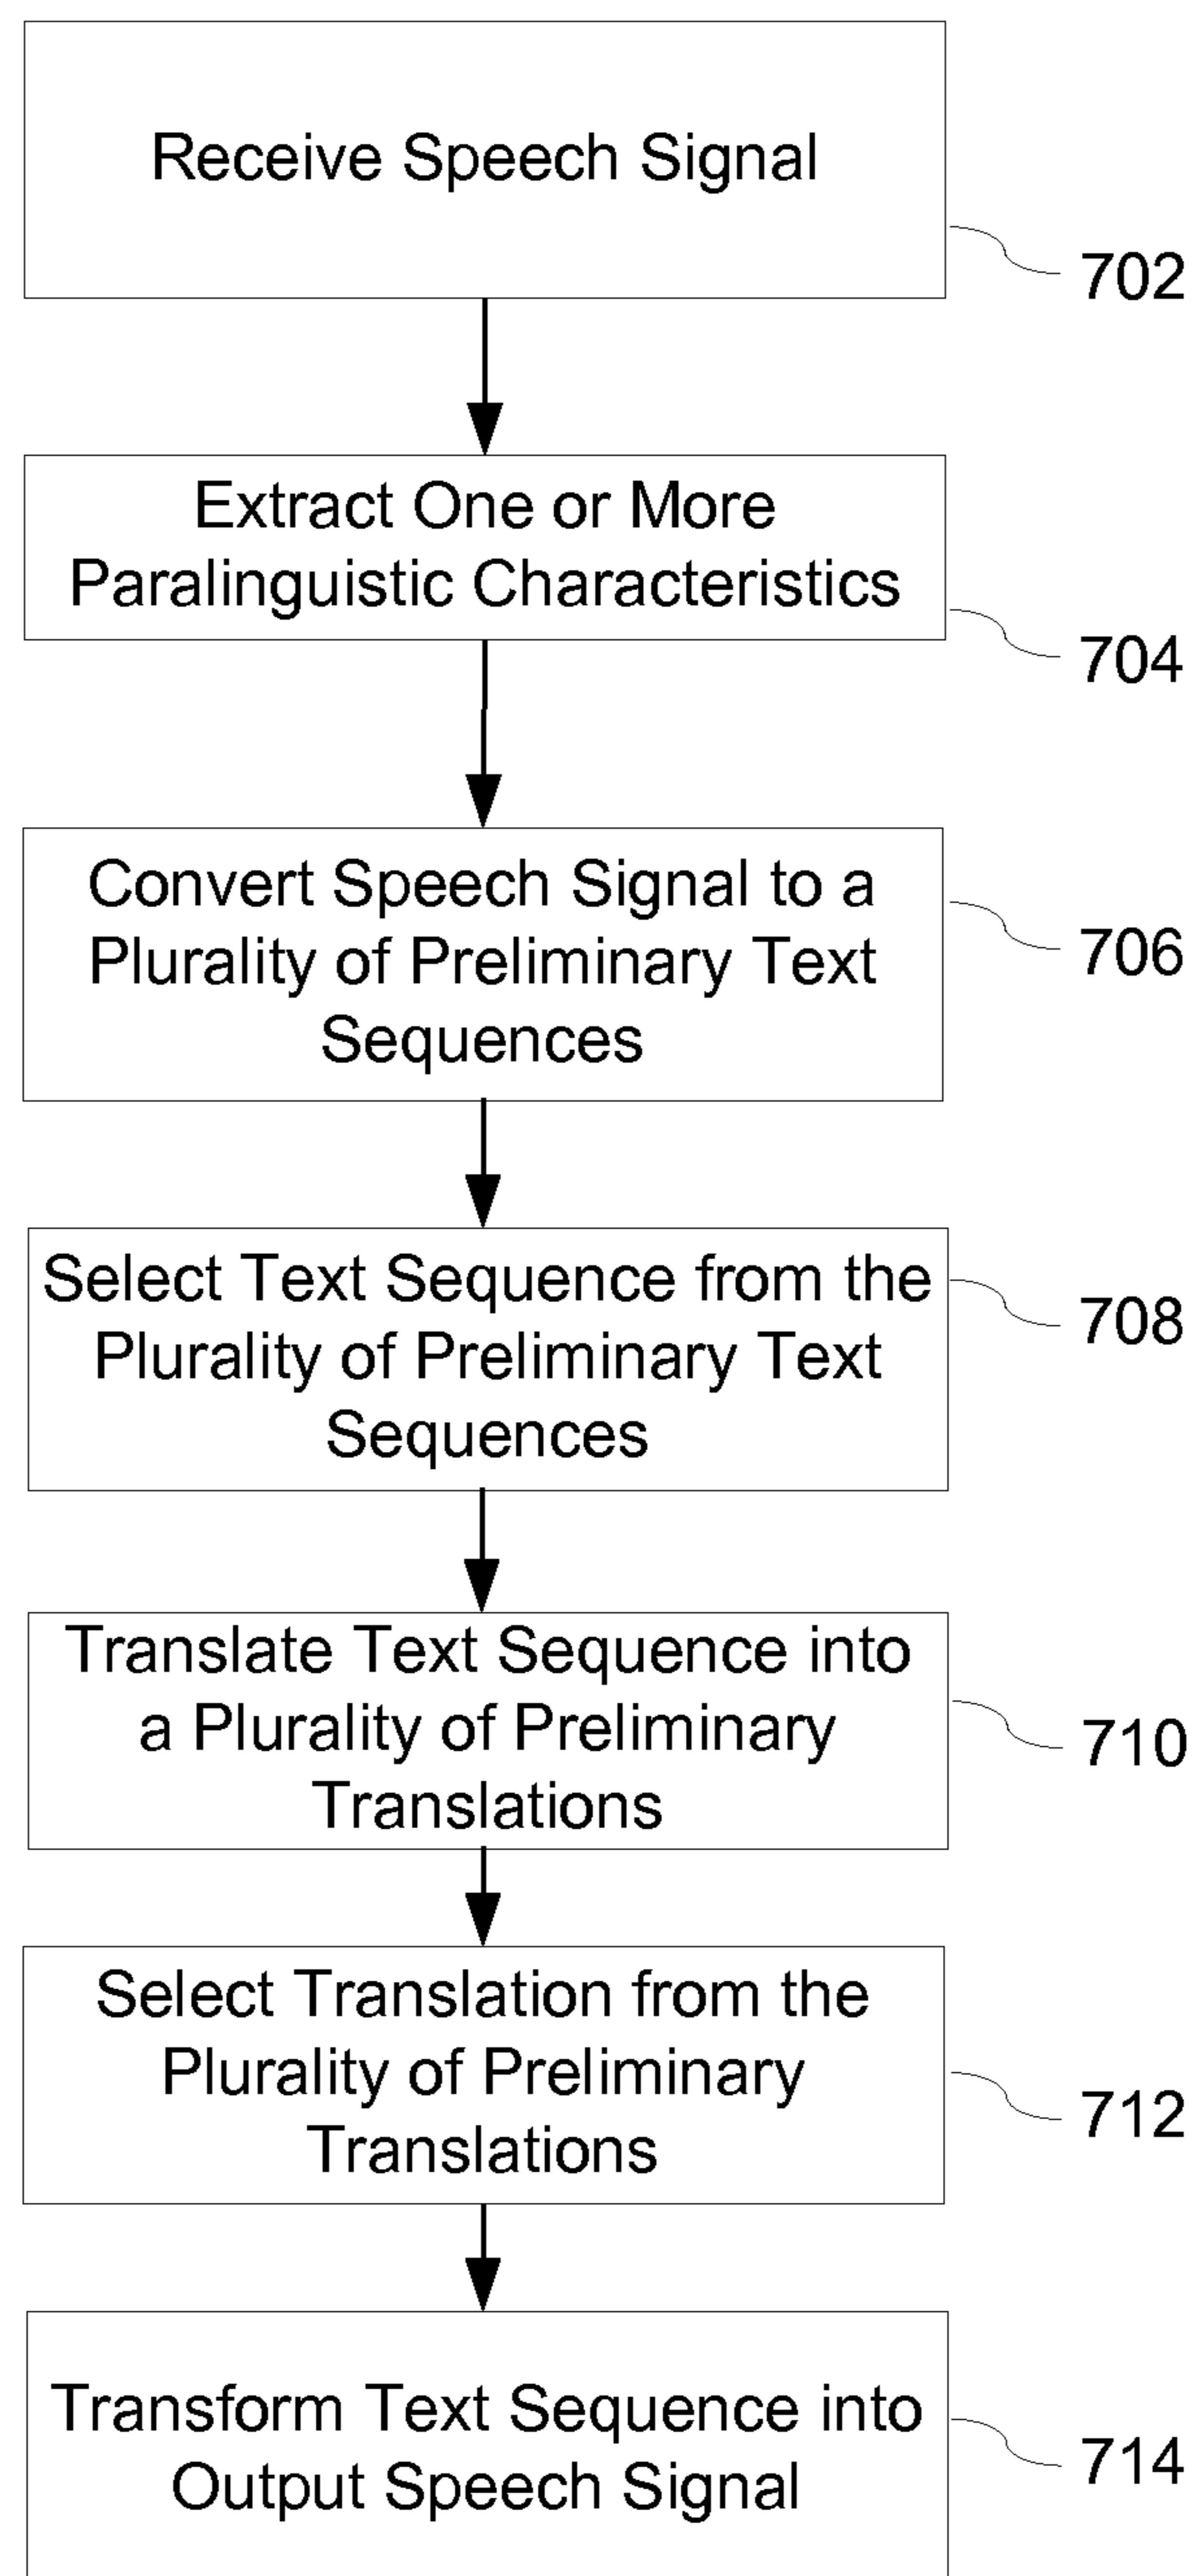 Receive Speech Signal
702
Extract One or More
Paralinguistic Characteristics
704
Convert Speech Signal to a
Plurality of Preliminary Text
Sequences
706
Select Text Sequence from the
Plurality of Preliminary Text
Sequences
708
Translate Text Sequence into
a Plurality of Preliminary
Translations
710
Select Translation from the
Plurality of Preliminary
Translations
712
Transform Text Sequence into
Output Speech Signal
714